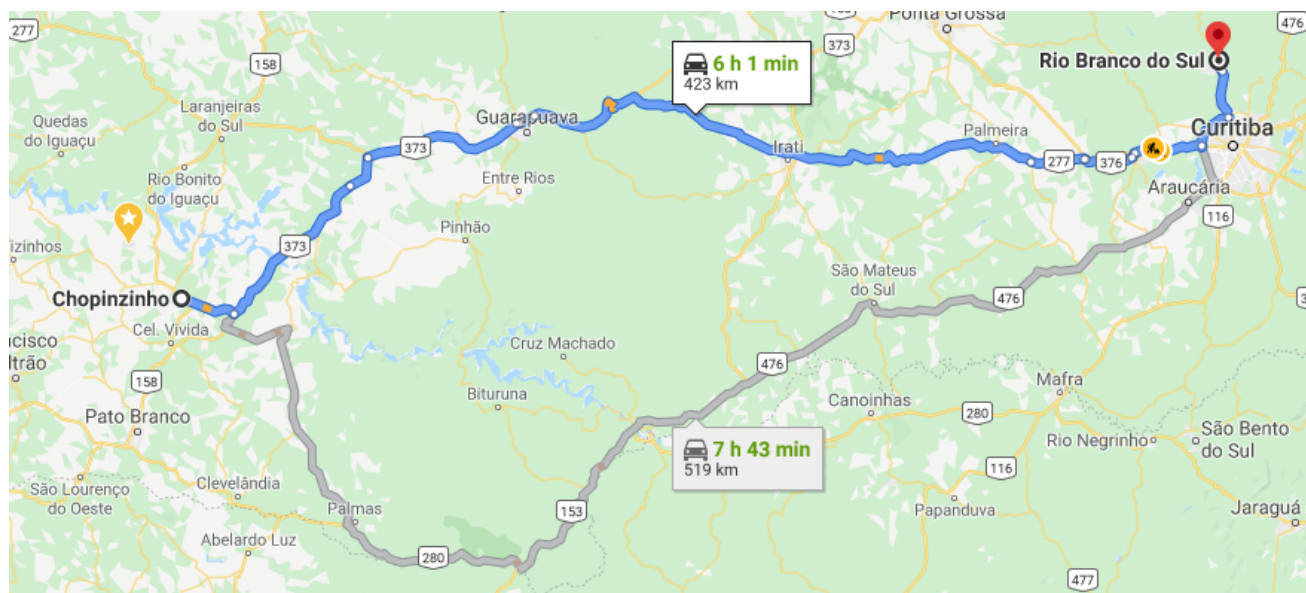 277
158
Ponta Grossa
373
476
6 h 1 min
423 km
Rio Branco do Sul
Laranjeiras
do Sul
Quedas
do Iguaçu
Guarapuava
373
Palmeira
Curitiba
Irati
277
376
Rio Bonito
do Iguaçu
Entre Rios
Araucária
116
Pinhão
373
izinhos
Chopinzinho
São Mateus
do Sul
476
Cel. Vivida
cisco
ltrão
Cruz Machado
476
158
Bituruna
Mafra
Pato Branco
Canoinhas
280
Rio Negrinho
São Bento
do Sul
7 h 43 min
519 km
116
São Lourenço
do Oeste
Clevelândia
Palmas
153
Papanduva
Jaraguá
Abelardo Luz
280
477